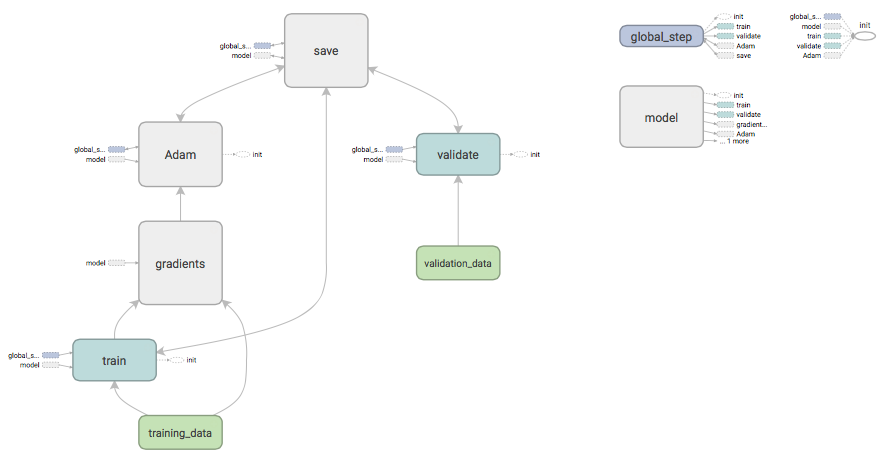 save
global_s...
model
Adam
global_s...
model
init
validate
global_s...
model
init
gradients
model
validation_data
train
global_s...
model
init
training_data
global_step
init
train
validate
Adam
save
global_s...
model
train
validate
Adam
init
model
init
train
validate
gradient...
Adam
... 1 more